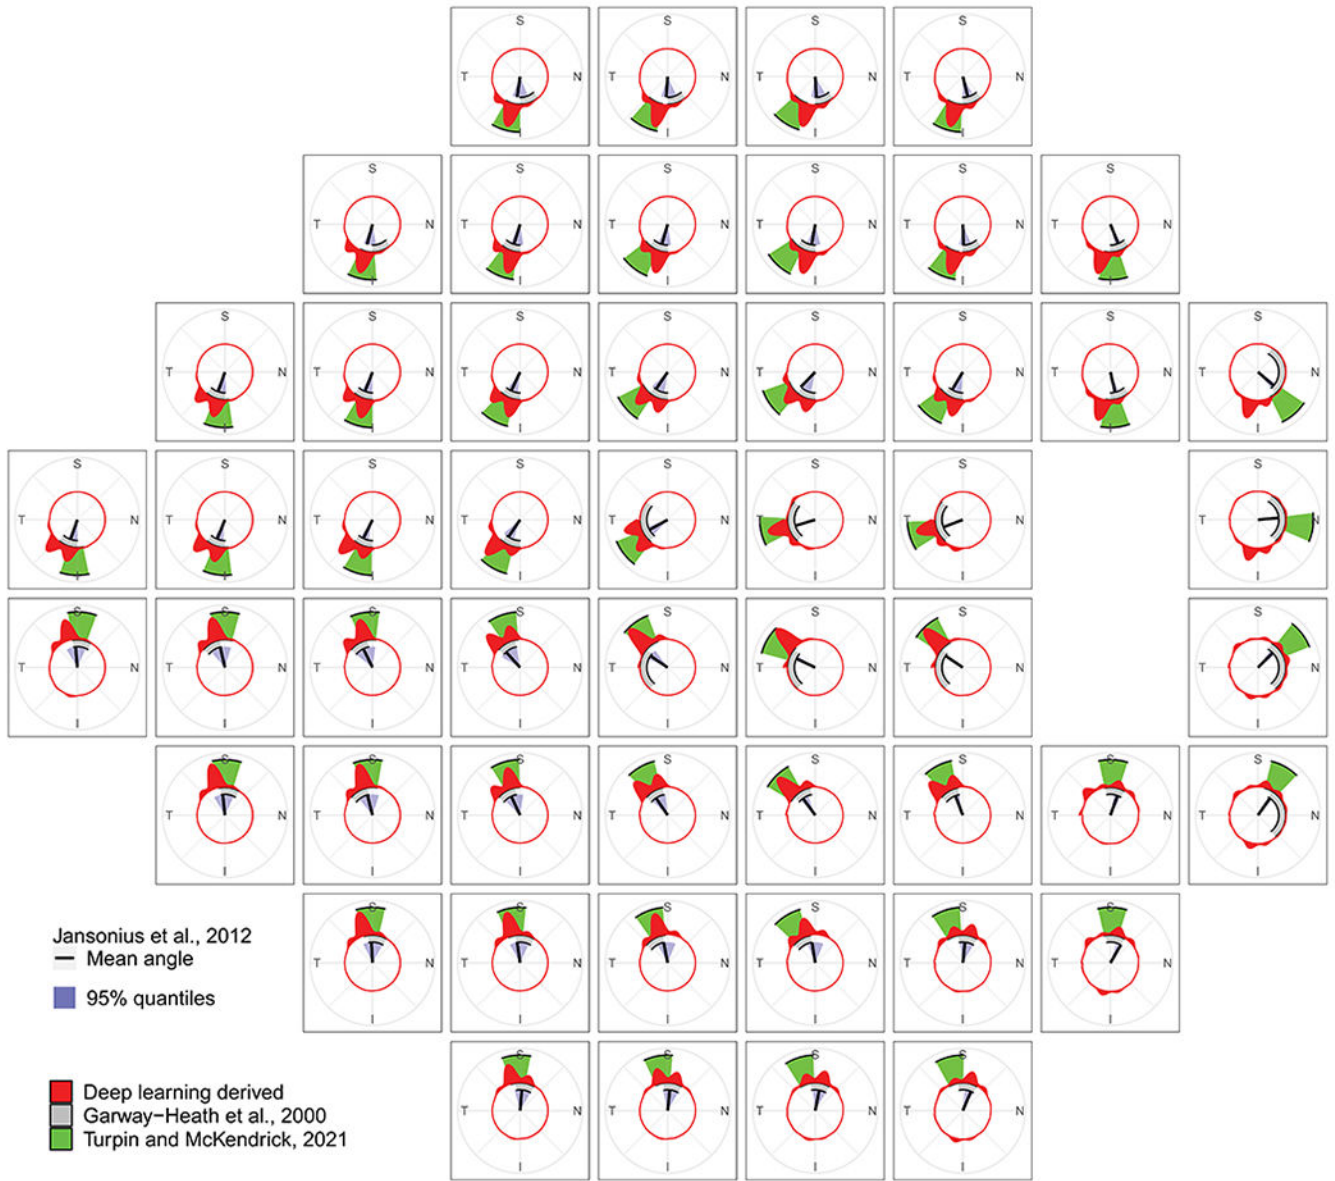 S S S S
T N T N T N T N
I I I I
S S S S S S
T N T N T N T N T N T N
I I I I I I
S S S S S S S S
T N T N T N T N T N T N T N T N
I I I I I I I I
S S S S S S S S
T N T N T N T N T N T N T N T N
I I I I I I I I
S S S S S S S S
T N T N T N T N T N T N T N T N
I I I I I I I I
S S S S S S S S
T N T N T N T N T N T N T N T N
I I I I I I I I
S S S S S S
T N T N T N T N T N T N
I I I I I I
Jansonius et al., 2012
Mean angle
95% quantiles
S S S S
T N T N T N T N
I I I I
Deep learning derived
Garway−Heath et al., 2000
Turpin and McKendrick, 2021